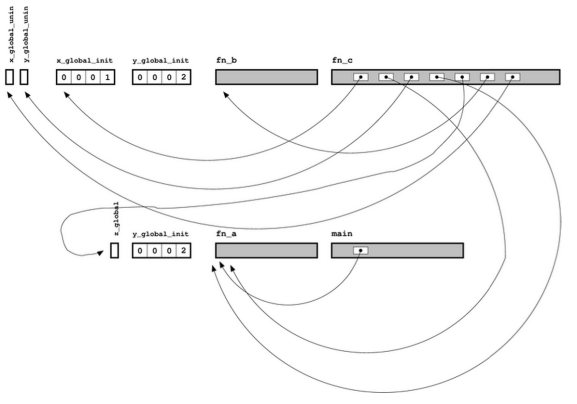 x_global_unin
y_global_unin
x_global_init
y_global_init
fn_b
fn_c
0 0 0 1
0 0 0 2
z_global
y_global_init
fn_a
main
0 0 0 2